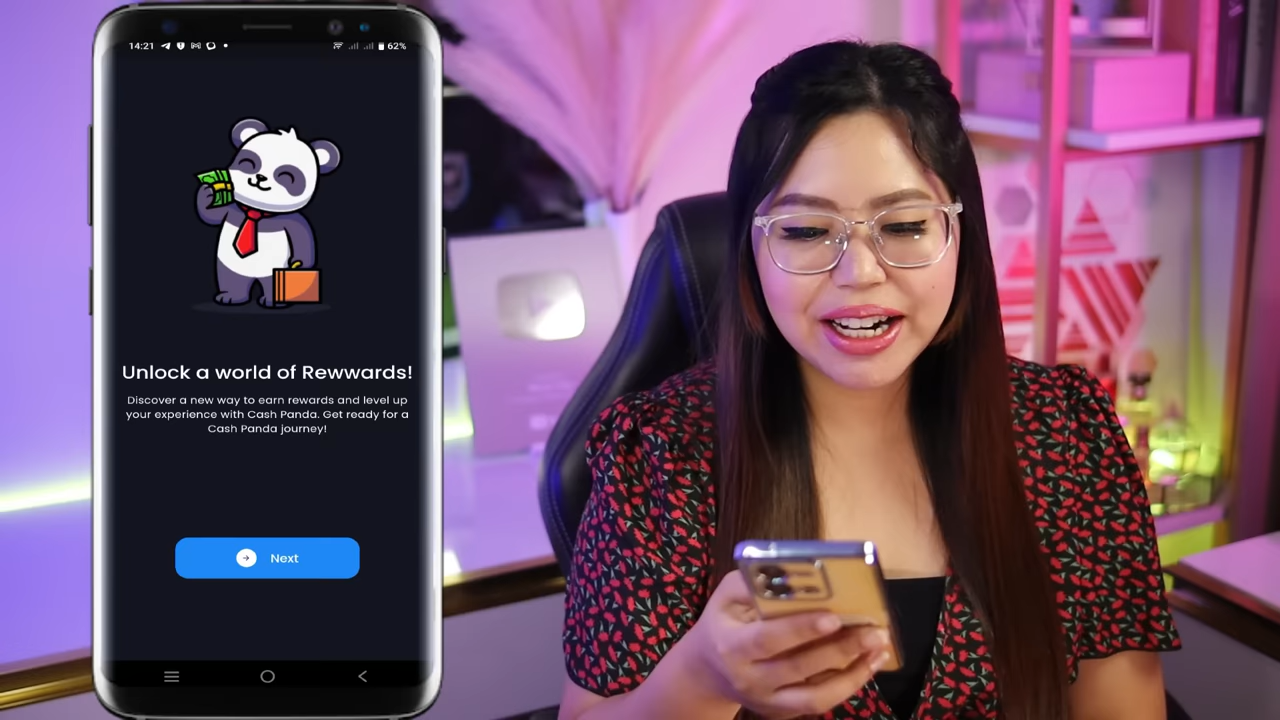 14:21
62%
Unlock a world of Rewwards!
Discover a new way to earn rewards and level up
your experience with Cash Panda. Get ready for a
Cash Panda journey!
Next